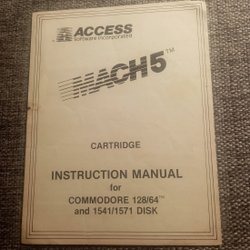 ACCESS
Software Incorporated
MACH5™
CARTRIDGE
INSTRUCTION MANUAL
for
COMMODORE 128/64™
and 1541/1571 DISK